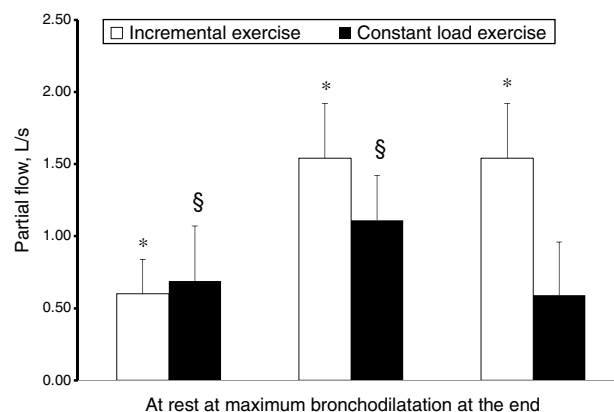 2.50
Incremental exercise Constant load exercise
2.00
1.50
1.00
0.50
0.00
Partial flow, L/s
* § * § *
At rest at maximum bronchodilatation at the end